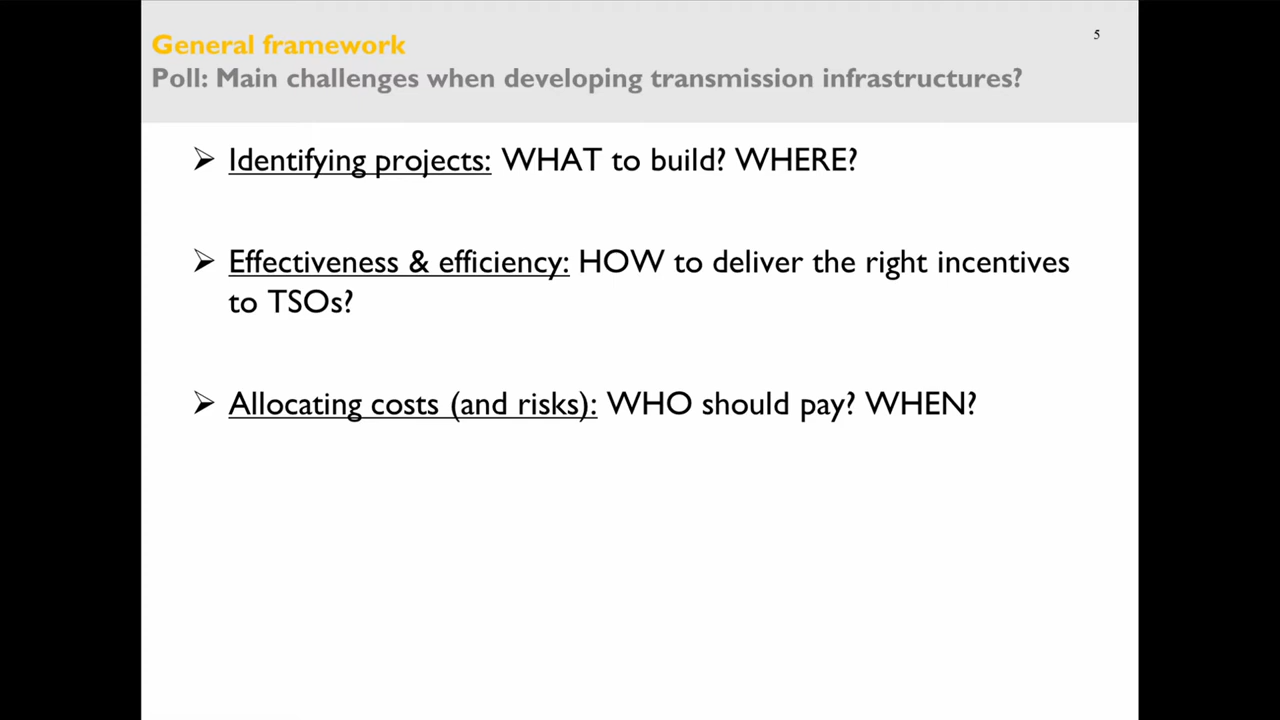 General framework
5
Poll: Main challenges when developing transmission infrastructures?
➢ Identifying projects: WHAT to build? WHERE?
➢ Effectiveness & efficiency: HOW to deliver the right incentives
to TSOs?
➢ Allocating costs (and risks): WHO should pay? WHEN?